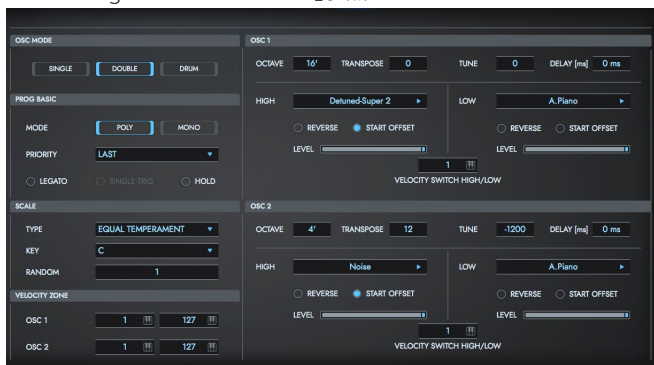 OSC MODE
SINGLE DOUBLE DRUM
PROG BASIC
MODE POLY MONO
PRIORITY LAST
LEGATO SINGLE TRIG HOLD
SCALE
TYPE EQUAL TEMPERAMENT
KEY C
RANDOM 1
VELOCITY ZONE
OSC 1 1 127
OSC 2 1 127
OSC 1
OCTAVE 16' TRANSPOSE 0 TUNE 0 DELAY [ms] 0 ms
HIGH Detuned-Super 2 LOW A.Piano
REVERSE START OFFSET REVERSE START OFFSET
LEVEL LEVEL
1
VELOCITY SWITCH HIGH/LOW
OSC 2
OCTAVE 4' TRANSPOSE 12 TUNE -1200 DELAY [ms] 0 ms
HIGH Noise LOW A.Piano
REVERSE START OFFSET REVERSE START OFFSET
LEVEL LEVEL
1
VELOCITY SWITCH HIGH/LOW